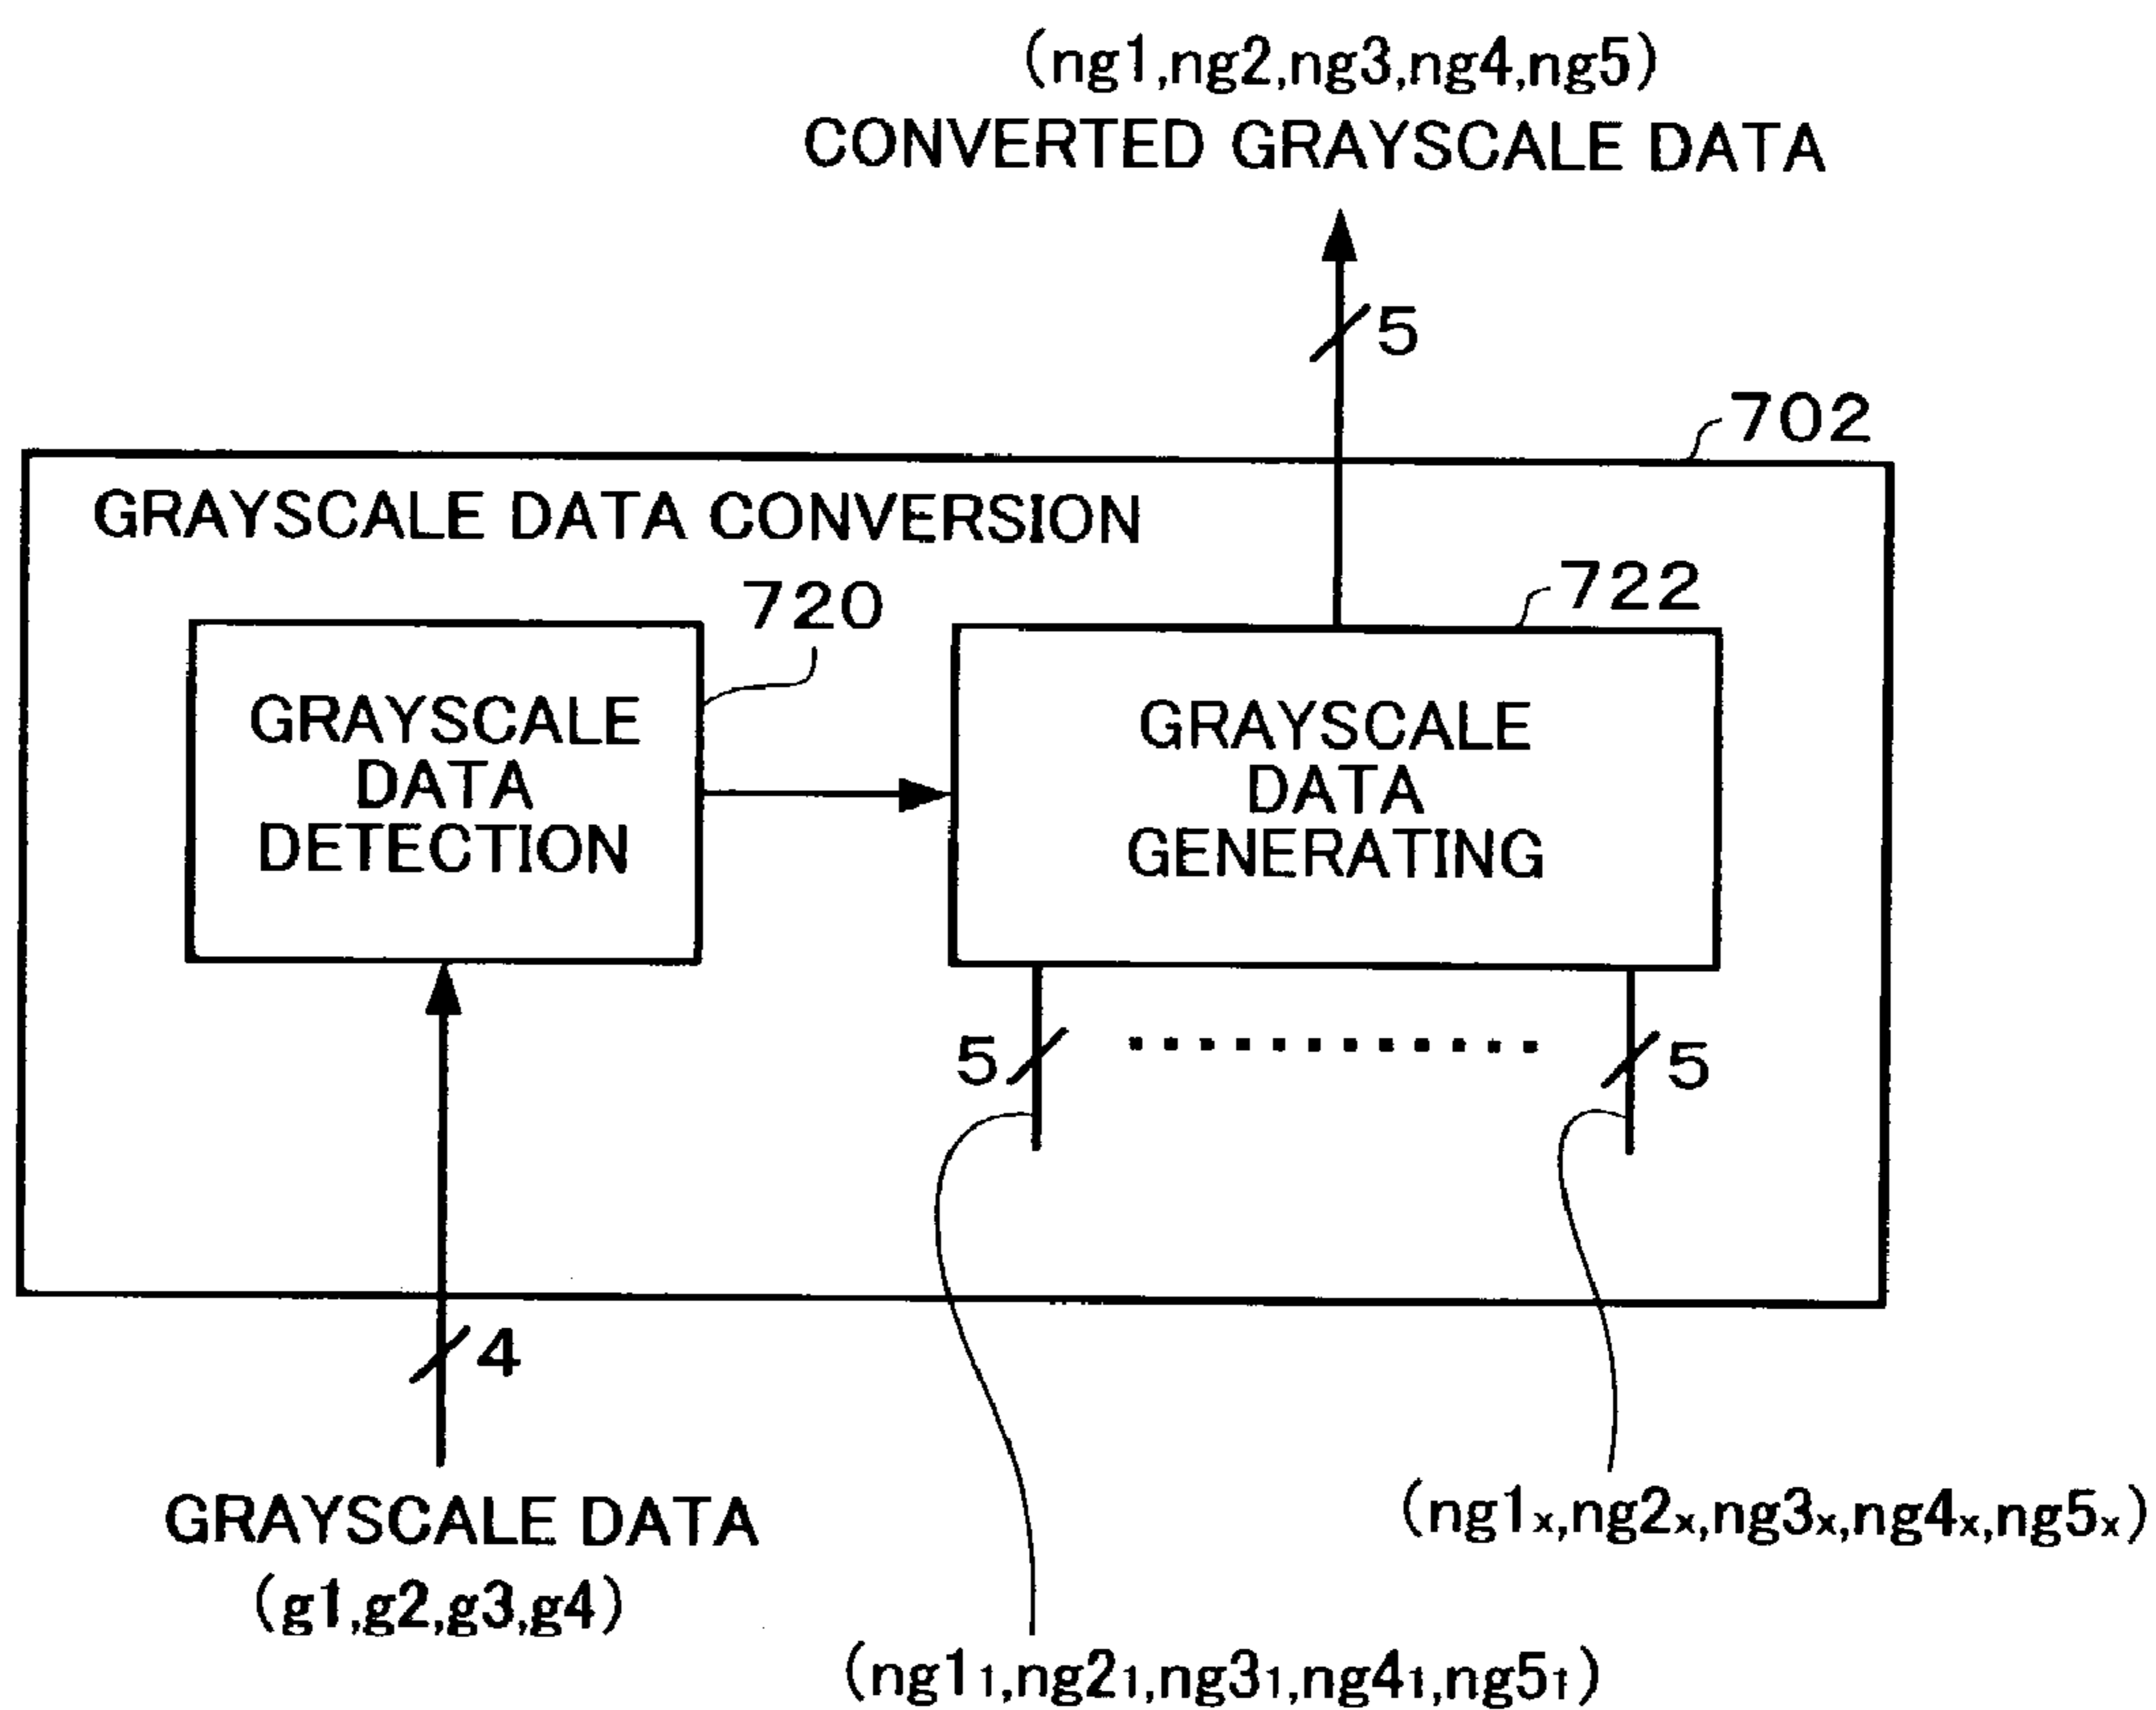 (ng1,ng2,ng3,ng4,ng5)
CONVERTED GRAYSCALE DATA
5
702
GRAYSCALE DATA CONVERSION
720
722
GRAYSCALE
DATA
DETECTION
GRAYSCALE
DATA
GENERATING
5
5
4
GRAYSCALE DATA
(g1,g2,g3,g4)
(ng1x,ng2x,ng3x,ng4x,ng5x)
(ng11,ng21,ng31,ng41,ng51)